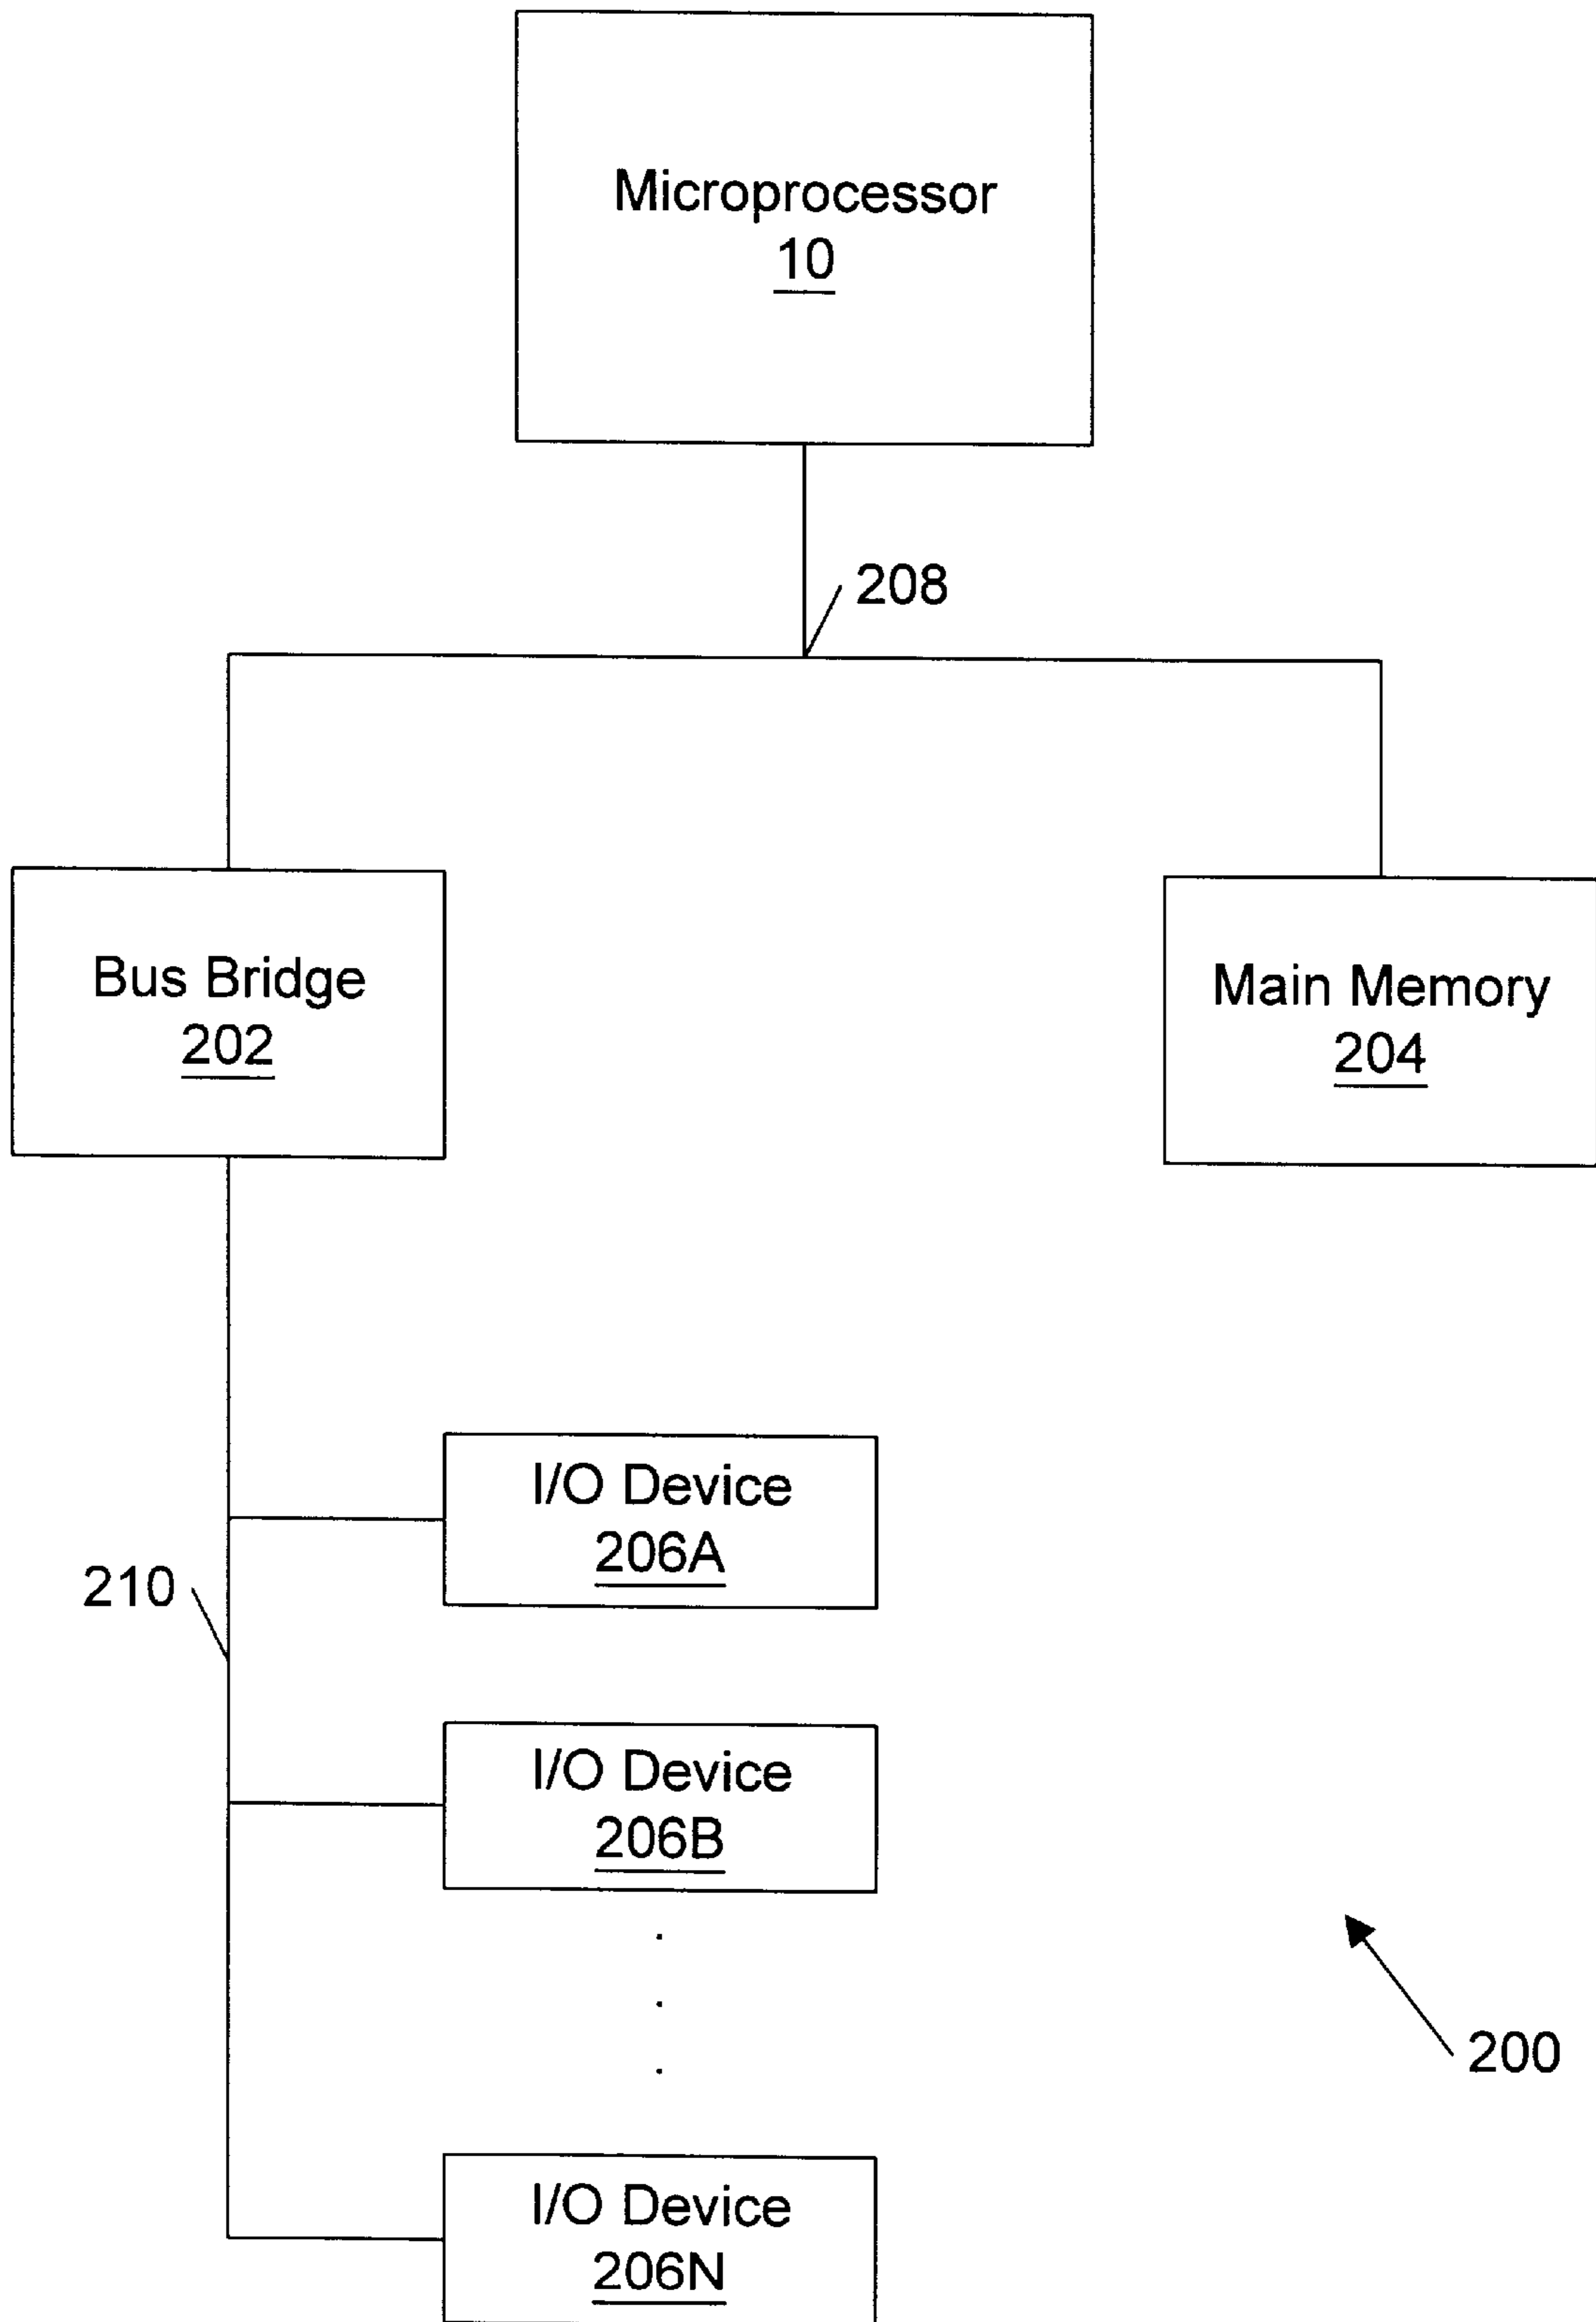 Microprocessor
10
208
Bus Bridge
202
Main Memory
204
I/O Device
206A
210
I/O Device
206B
200
I/O Device
206N